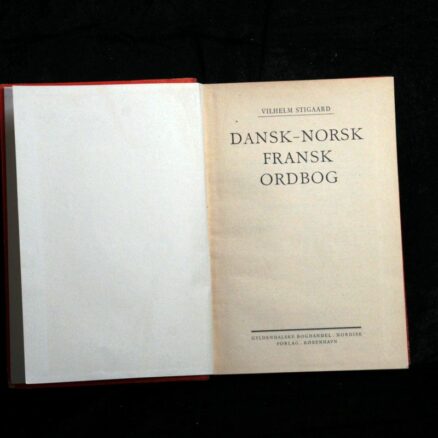 VILHELM STIGAARD
DANSK-NORSK
FRANSK
ORDBOG
GYLDENDALSKE BOGHANDEL · NORDISK
FORLAG · KØBENHAVN